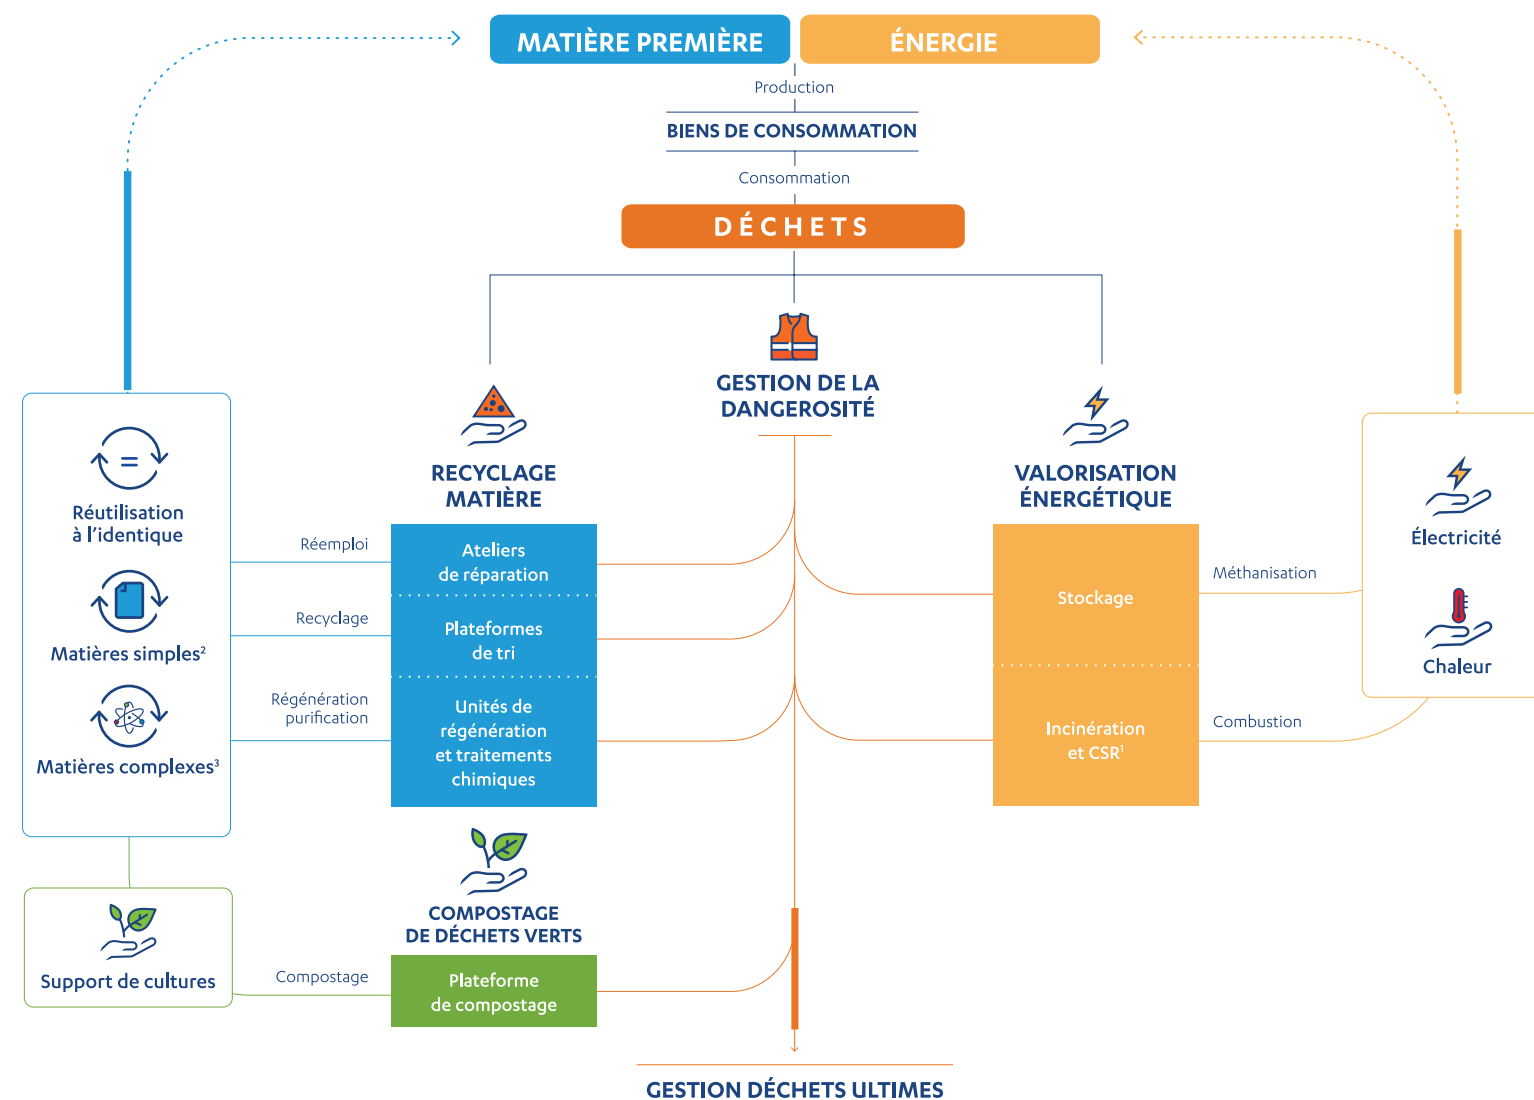 MATIÈRE PREMIÈRE
ÉNERGIE
Production
BIENS DE CONSOMMATION
Consommation
DÉCHETS
GESTION DE LA
DANGEROSITÉ
RECYCLAGE
MATIÈRE
VALORISATION
ÉNERGÉTIQUE
=
Réutilisation
à l'identique
Matières simples²
Matières complexes³
Réemploi
Recyclage
Régénération
purification
Ateliers
de réparation
Plateformes
de tri
Unités de
régénération
et traitements
chimiques
Stockage
Incinération
et CSR¹
Méthanisation
Combustion
Électricité
Chaleur
COMPOSTAGE
DE DÉCHETS VERTS
Support de cultures
Compostage
Plateforme
de compostage
GESTION DÉCHETS ULTIMES